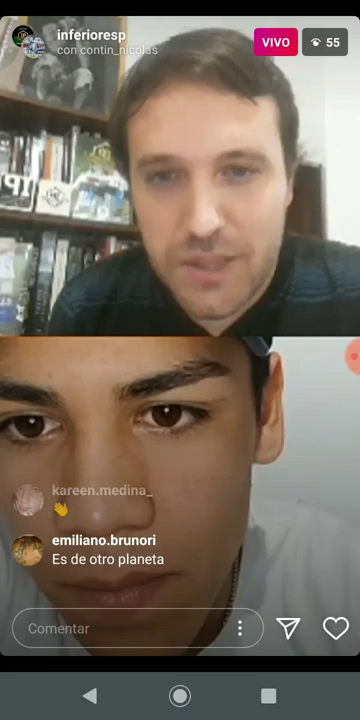 inferioresp
con contin_nicolas
VIVO
55
kareen.medina_
👋
emiliano.brunori
Es de otro planeta
Comentar